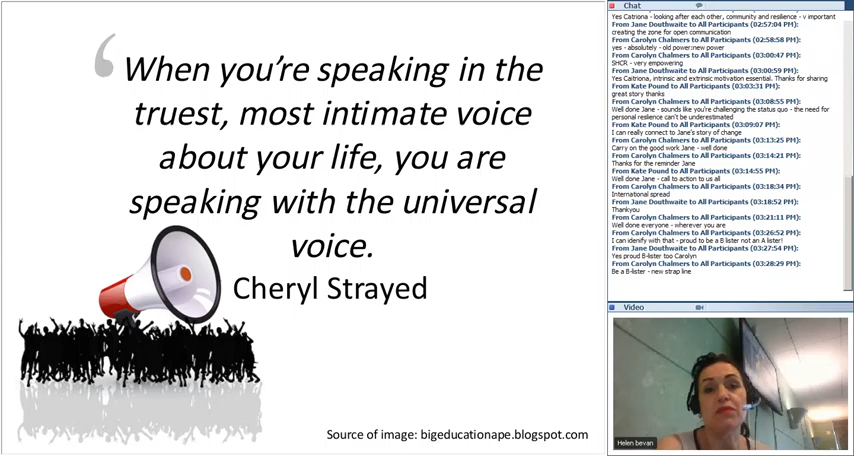 ‘
When you’re speaking in the
truest, most intimate voice
about your life, you are
speaking with the universal
voice.
Cheryl Strayed
Source of image: bigeducationape.blogspot.com
Chat
Yes Catriona - looking after each other, community and resilience - v important
From Jane Douthwaite to All Participants (02:57:04 PM):
creating the zone for open communication
From Carolyn Chalmers to All Participants (02:58:58 PM):
yes - absolutely - old power:new power
From Carolyn Chalmers to All Participants (03:00:47 PM):
SHCR - very empowering
From Jane Douthwaite to All Participants (03:00:59 PM):
Yes Catriona, intrinsic and extrinsic motivation essential. Thanks for sharing
From Kate Pound to All Participants (03:03:31 PM):
great story thanks
From Carolyn Chalmers to All Participants (03:08:55 PM):
Well done Jane - sounds like you're challenging the status quo - the need for
personal reslience can't be underestimated
From Kate Pound to All Participants (03:09:07 PM):
I can really connect to Jane's story of change
From Carolyn Chalmers to All Participants (03:13:25 PM):
Carry on the good work Jane - well done
From Carolyn Chalmers to All Participants (03:14:21 PM):
Thanks for the reminder Jane
From Kate Pound to All Participants (03:14:55 PM):
Well done Jane - call to action to us all
From Carolyn Chalmers to All Participants (03:18:34 PM):
International spread
From Jane Douthwaite to All Participants (03:18:52 PM):
Thankyou
From Carolyn Chalmers to All Participants (03:21:11 PM):
Well done everyone - wherever you are
From Carolyn Chalmers to All Participants (03:26:52 PM):
I can idenify with that - proud to be a B lister not an A lister!
From Jane Douthwaite to All Participants (03:27:54 PM):
Yes proud B-lister too Carolyn
From Carolyn Chalmers to All Participants (03:28:29 PM):
Be a B-lister - new strap line
Video
Helen bevan